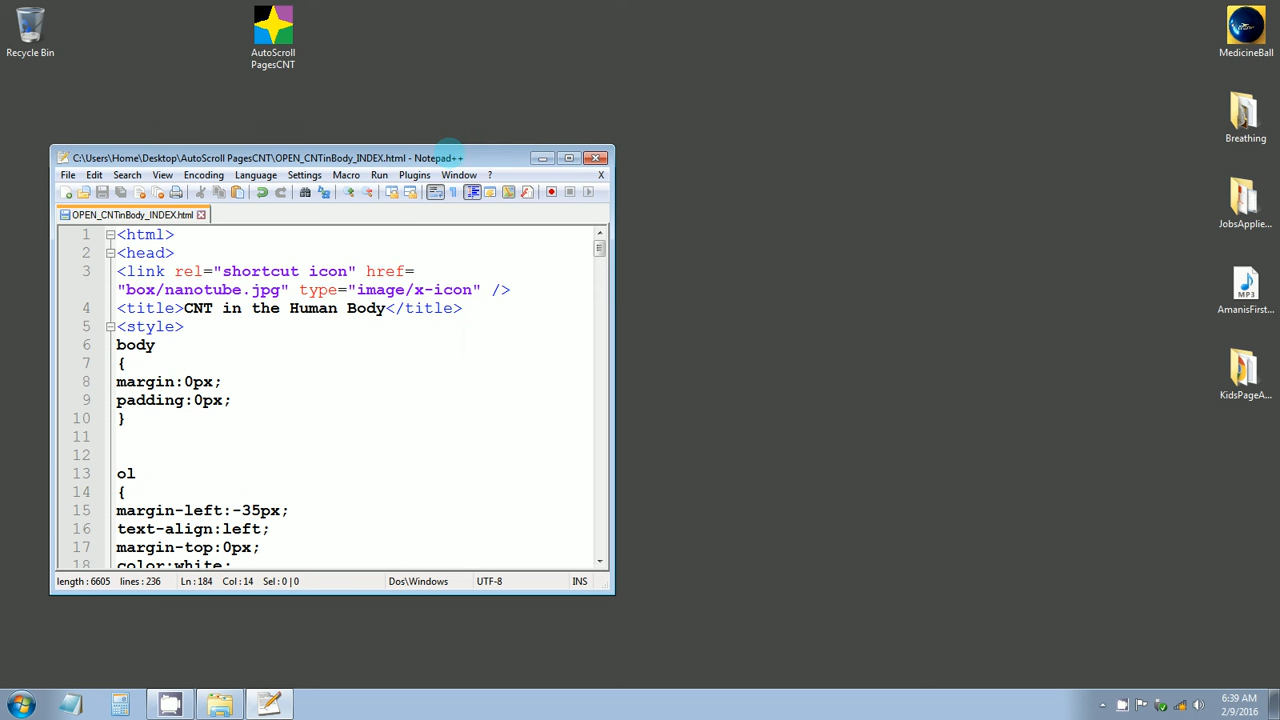 Recycle Bin
AutoScroll
PagesCNT
MedicineBall
Breathing
JobsApplie...
AmanisFirst...
KidsPageA...
C:\Users\Home\Desktop\AutoScroll PagesCNT\OPEN_CNTinBody_INDEX.html - Notepad++
File Edit Search View Encoding Language Settings Macro Run Plugins Window ? X
OPEN_CNTinBody_INDEX.html
1 <html>
2 <head>
3 <link rel="shortcut icon" href=
"box/nanotube.jpg" type="image/x-icon" />
4 <title>CNT in the Human Body</title>
5 <style>
6 body
7 {
8 margin:0px;
9 padding:0px;
10 }
11
12
13 ol
14 {
15 margin-left:-35px;
16 text-align:left;
17 margin-top:0px;
18 color:white;
length : 6605 lines : 236 Ln : 184 Col : 14 Sel : 0 | 0 Dos\Windows UTF-8 INS
MP3
6:39 AM
2/9/2016